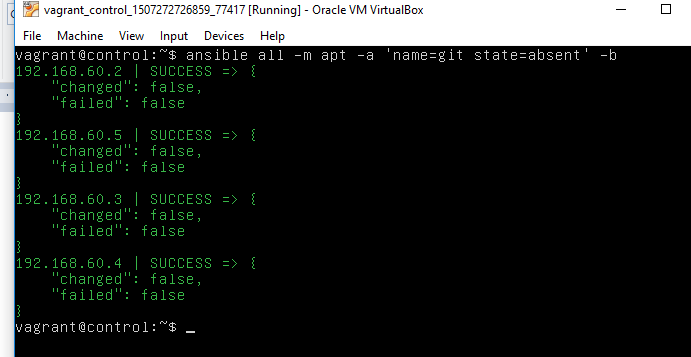 vagrant_control_1507272726859_77417 [Running] - Oracle VM VirtualBox
File Machine View Input Devices Help
vagrant@control:~$ ansible all -m apt -a 'name=git state=absent' -b
192.168.60.2 | SUCCESS => {
    "changed": false,
    "failed": false
}
192.168.60.5 | SUCCESS => {
    "changed": false,
    "failed": false
}
192.168.60.3 | SUCCESS => {
    "changed": false,
    "failed": false
}
192.168.60.4 | SUCCESS => {
    "changed": false,
    "failed": false
}
vagrant@control:~$ _